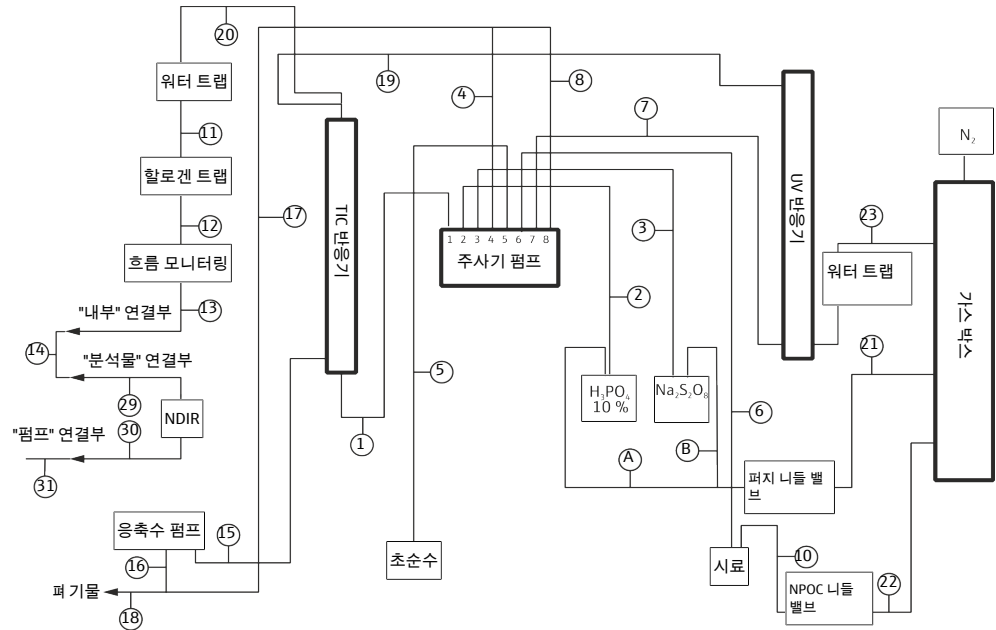 20
워터 트랩
11
할로겐 트랩
12
흐름 모니터링
13
"내부" 연결부
14
"분석물" 연결부
29
NDIR
30
"펌프" 연결부
31
응축수 펌프
15
16
폐 기물
18
17
19
4
8
TIC 반응기
1
1 2 3 4 5 6 7 8
주사기 펌프
7
5
초순수
3
2
H₃PO₄
10 %
Na₂S₂O₈
6
A
B
퍼지 니들 밸
브
시료
10
NPOC 니들
밸브
22
21
UV 반응기
23
워터 트랩
N₂
가스 박스